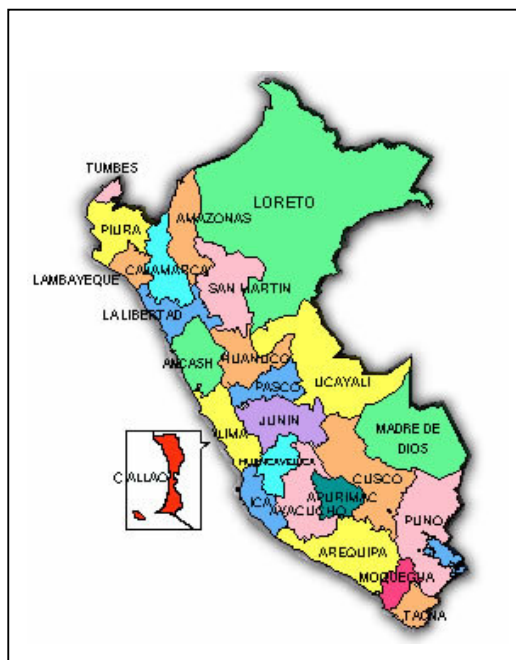 TUMBES
LORETO
AMAZONAS
PIURA
CAJAMARCA
LAMBAYEQUE
SAN MARTIN
LA LIBERTAD
HUANUCO
ANCASH
UCAYALI
PASCO
JUNIN
LIMA
MADRE DE
DIOS
HUENCAVELICA
CALLAO
CUSCO
ICA
APURIMAC
AYACUCHO
PUNO
AREQUIPA
MOQUEGUA
TACNA